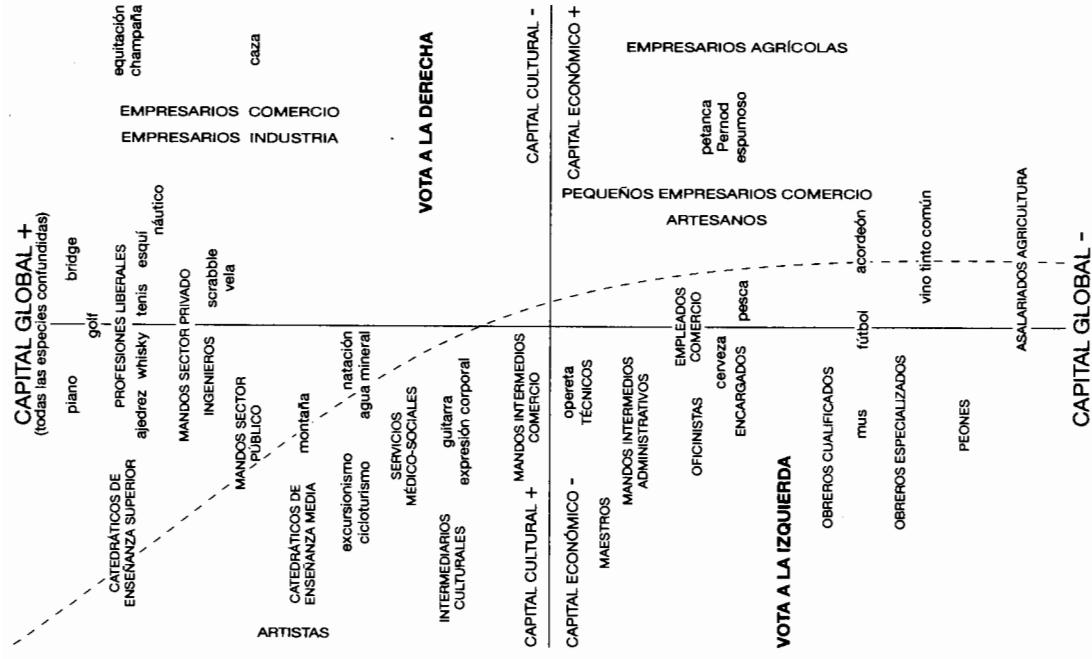 CAPITAL GLOBAL +
(todas las especies confundidas)
piano
bridge
golf
equitación
champaña
PROFESIONES LIBERALES
CATEDRÁTICOS DE
ENSEÑANZA SUPERIOR
EMPRESARIOS COMERCIO
EMPRESARIOS INDUSTRIA
ajedrez whisky tenis esquí
náutico
MANDOS SECTOR PRIVADO
INGENIEROS
scrabble
vela
MANDOS SECTOR
PÚBLICO
caza
ARTISTAS
CATEDRÁTICOS DE
ENSEÑANZA MEDIA
montaña
excursionismo
cicloturismo
natación
agua mineral
SERVICIOS
MÉDICO-SOCIALES
VOTA A LA DERECHA
INTERMEDIARIOS
CULTURALES
guitarra
expresión corporal
CAPITAL CULTURAL +
MANDOS INTERMEDIOS
COMERCIO
CAPITAL CULTURAL -
CAPITAL ECONÓMICO -
CAPITAL ECONÓMICO +
opereta
TÉCNICOS
MAESTROS
MANDOS INTERMEDIOS
ADMINISTRATIVOS
PEQUEÑOS EMPRESARIOS COMERCIO
ARTESANOS
EMPRESARIOS AGRÍCOLAS
OFICINISTAS
EMPLEADOS
COMERCIO
cerveza
ENCARGADOS
pesca
petanca
Pernod
espumoso
VOTA A LA IZQUIERDA
OBREROS CUALIFICADOS
mus
fútbol
acordeón
OBREROS ESPECIALIZADOS
vino tinto común
PEONES
ASALARIADOS AGRICULTURA
CAPITAL GLOBAL -